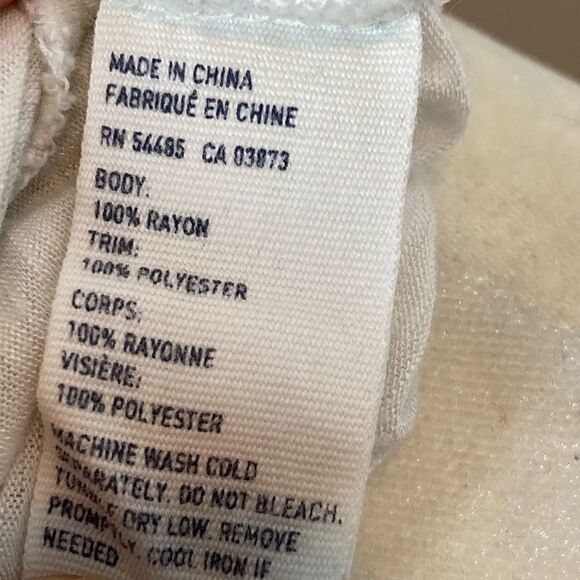 MADE IN CHINA
FABRIQUÉ EN CHINE
RN 54485 CA 03873
BODY:
100% RAYON
TRIM:
100% POLYESTER
CORPS:
100% RAYONNE
VISIÈRE:
100% POLYESTER
MACHINE WASH COLD
SEPARATELY. DO NOT BLEACH.
TUMBLE DRY LOW. REMOVE
PROMPTLY. COOL IRON IF
NEEDED